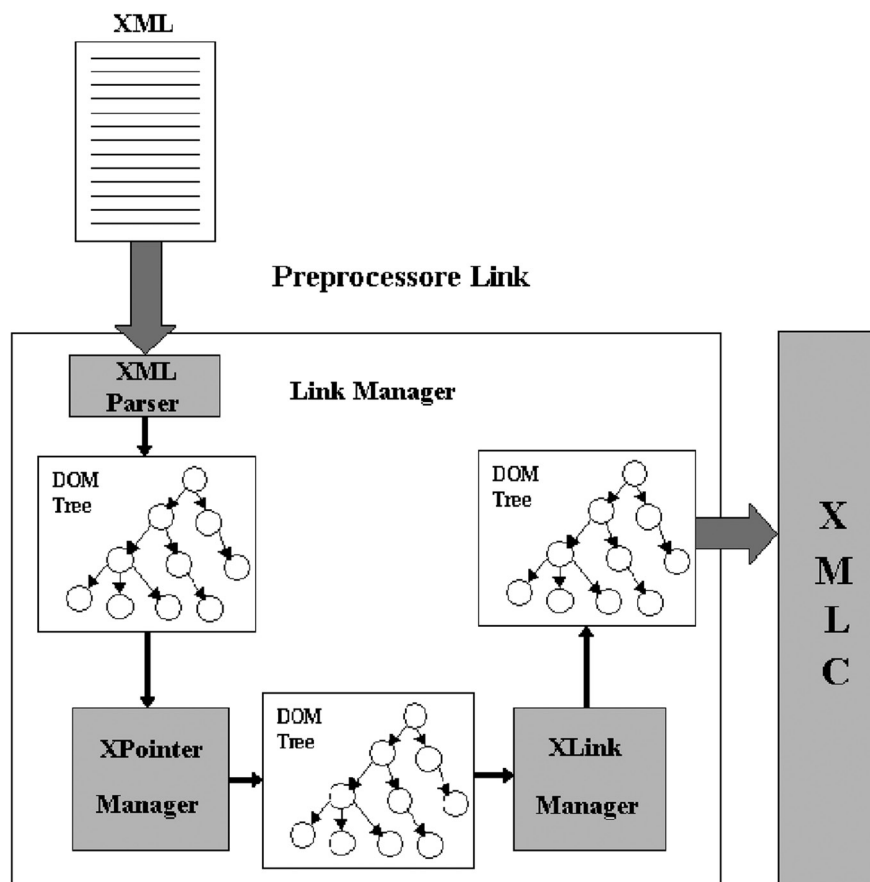 XML
Preprocessore Link
XML
Parser
Link Manager
DOM
Tree
DOM
Tree
X
M
L
C
XPointer
Manager
DOM
Tree
XLink
Manager